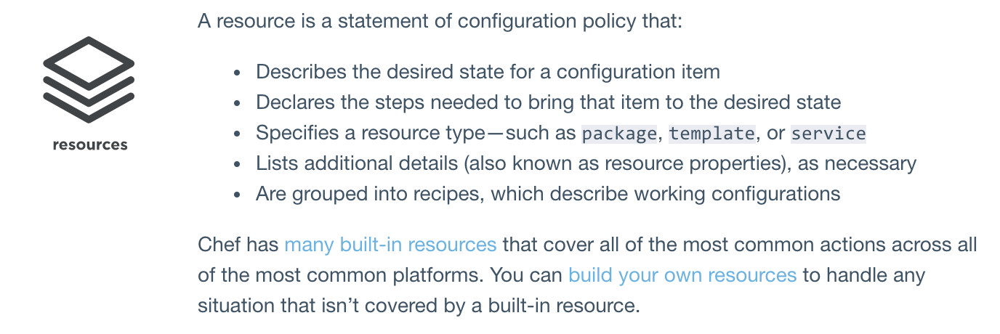 A resource is a statement of configuration policy that:
resources
• Describes the desired state for a configuration item
• Declares the steps needed to bring that item to the desired state
• Specifies a resource type—such as package, template, or service
• Lists additional details (also known as resource properties), as necessary
• Are grouped into recipes, which describe working configurations
Chef has many built-in resources that cover all of the most common actions across all
of the most common platforms. You can build your own resources to handle any
situation that isn’t covered by a built-in resource.